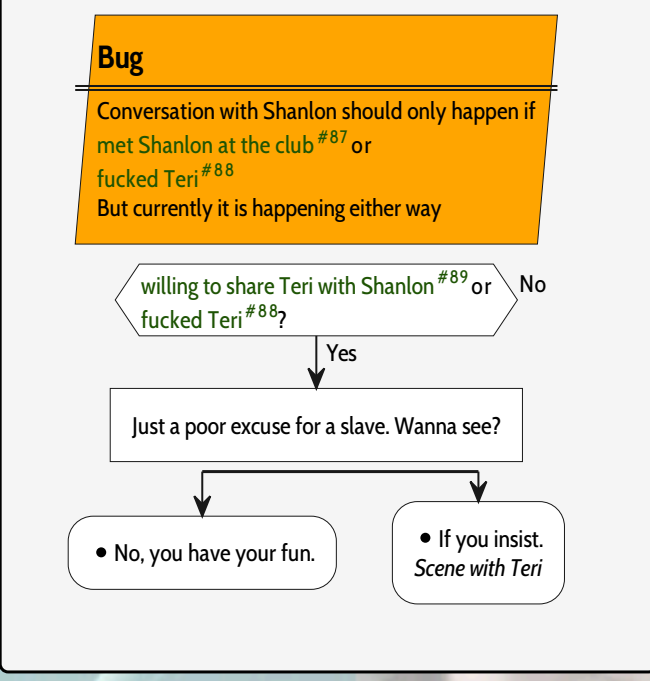 Bug
Conversation with Shanlon should only happen if
met Shanlon at the club #87 or
fucked Teri #88
But currently it is happening either way
willing to share Teri with Shanlon #89 or
fucked Teri #88?
No
Yes
Just a poor excuse for a slave. Wanna see?
• No, you have your fun.
• If you insist.
Scene with Teri